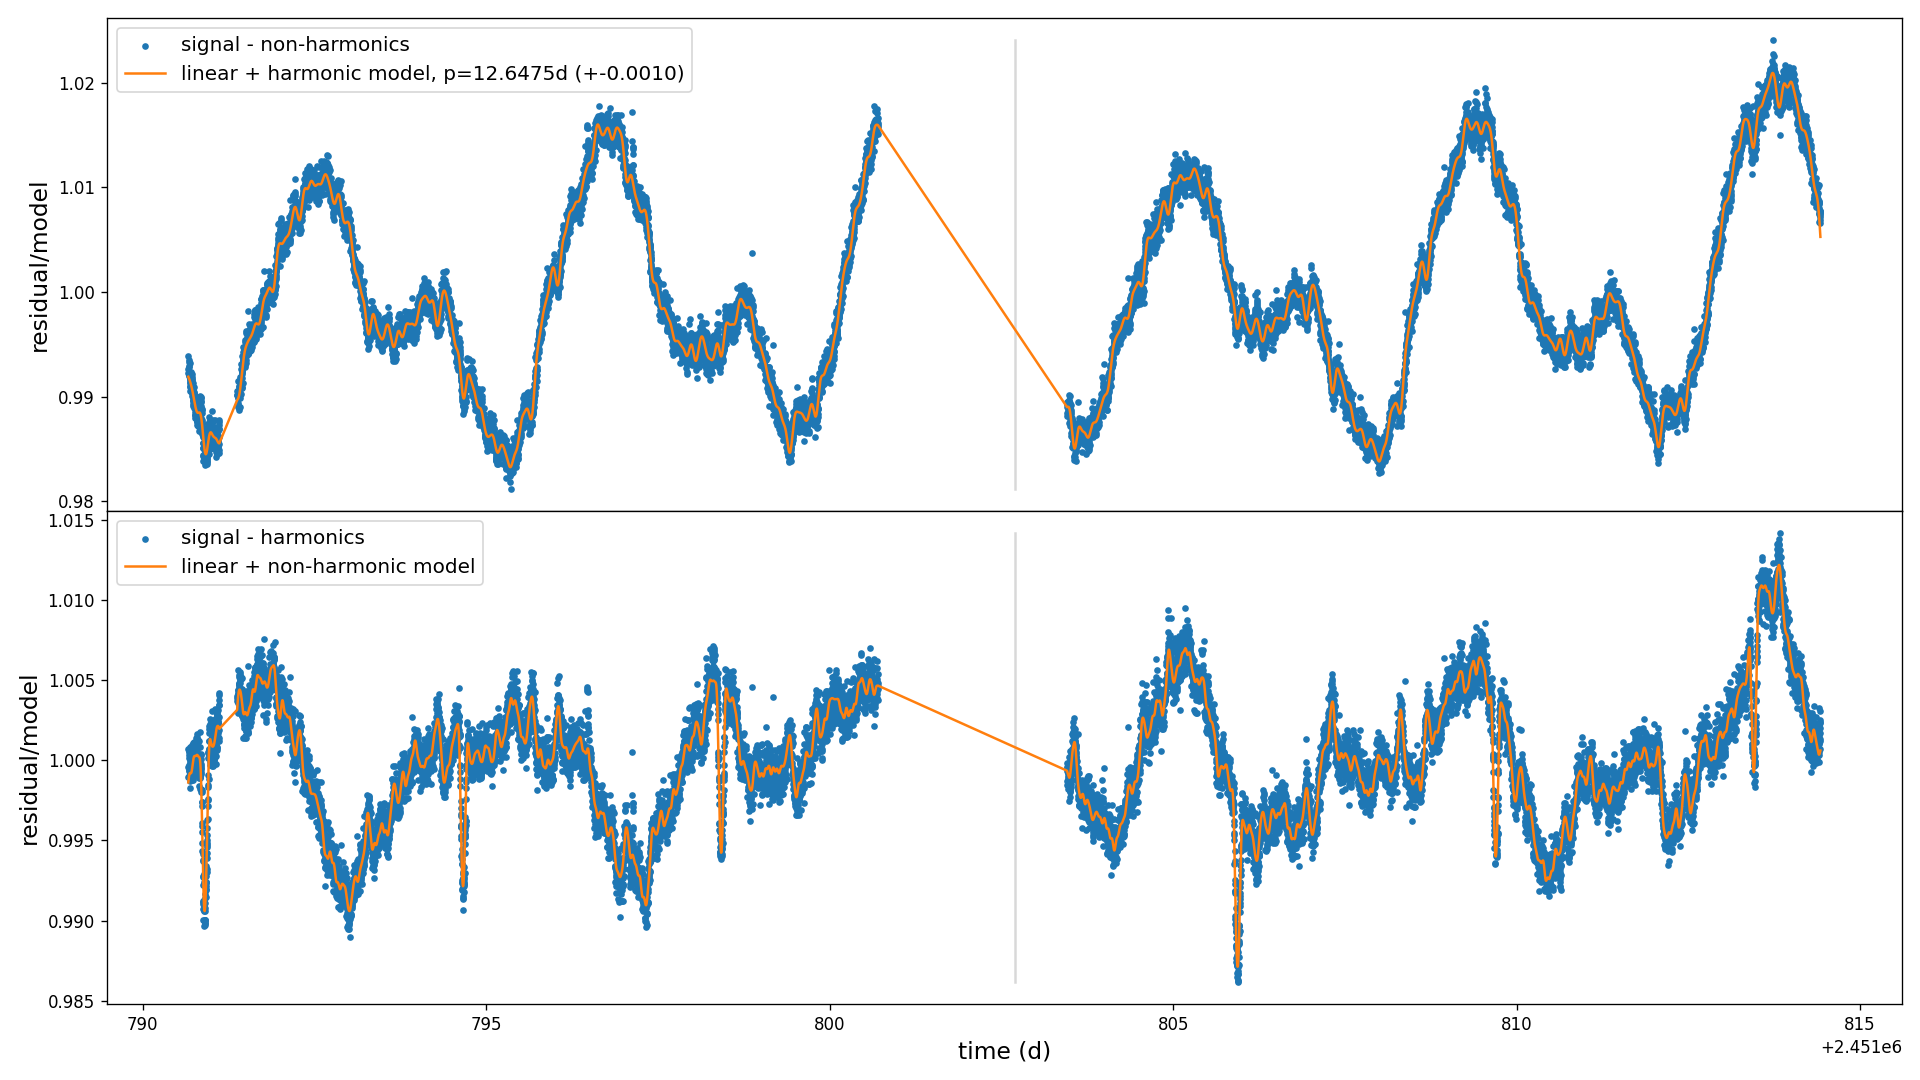 signal - non-harmonics
linear + harmonic model, p=12.6475d (+-0.0010)
1.02
1.01
1.00
0.99
0.98
residual/model
signal - harmonics
linear + non-harmonic model
1.015
1.010
1.005
1.000
0.995
0.990
0.985
residual/model
790 795 800 805 810 815
+2.451e6
time (d)